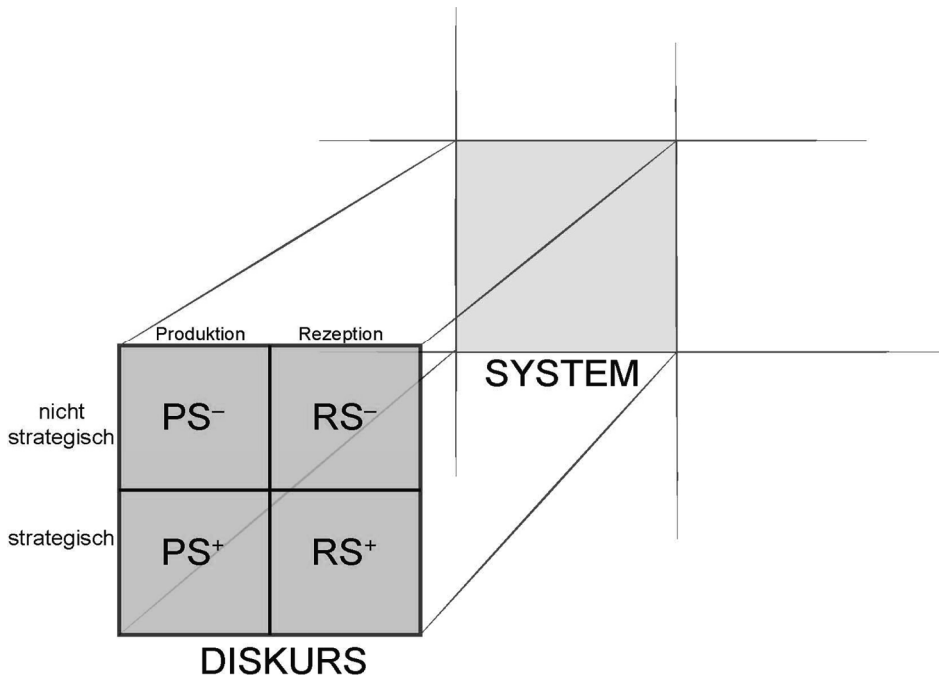 Produktion Rezeption
SYSTEM
nicht
strategisch
PS⁻ RS⁻
strategisch
PS⁺ RS⁺
DISKURS